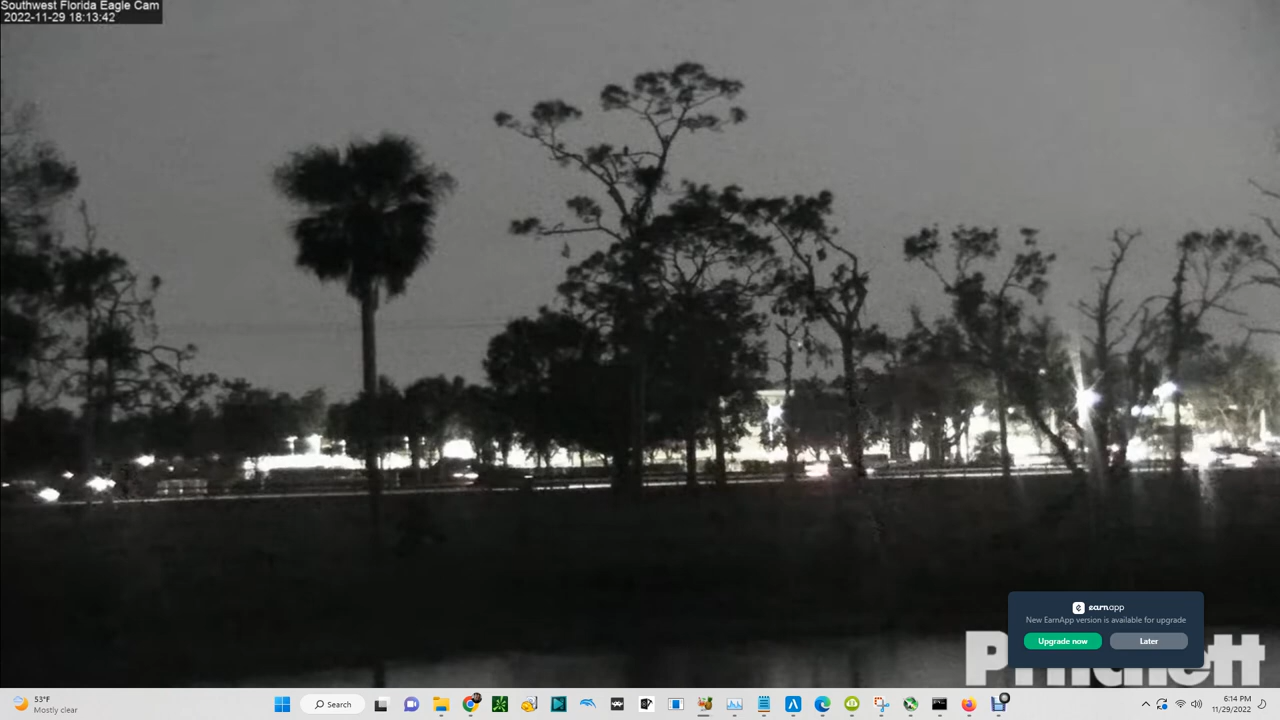 Southwest Florida Eagle Cam
2022-11-29 18:13:42
earnapp
New EarnApp version is available for upgrade
Upgrade now
Later
53°F
Mostly clear
Search
6:14 PM
11/29/2022